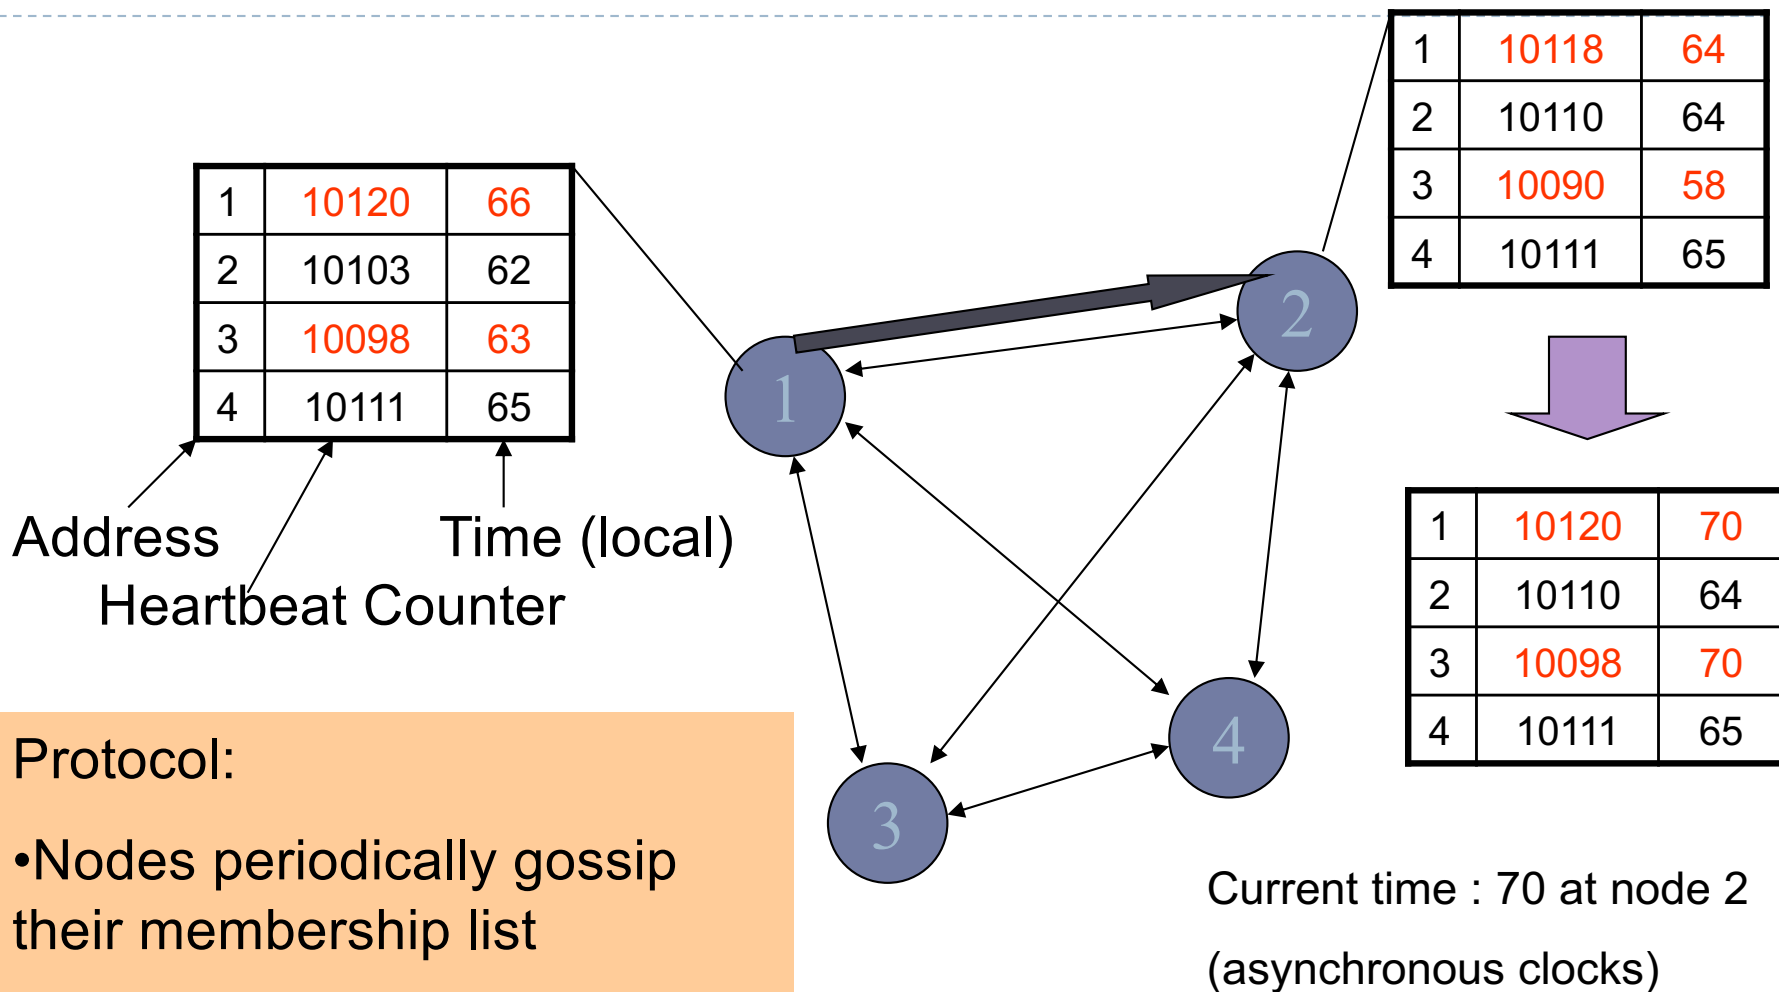 1 10118 64
2 10110 64
3 10090 58
4 10111 65
1 10120 66
2 10103 62
3 10098 63
4 10111 65
Address
Time (local)
Heartbeat Counter
1
2
3
4
1 10120 70
2 10110 64
3 10098 70
4 10111 65
Protocol:
•Nodes periodically gossip
their membership list
Current time : 70 at node 2
(asynchronous clocks)